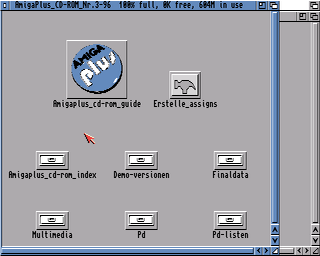 AmigaPlus_CD-ROM_Nr.3-96 100% full, 0K free, 604M in use
AMIGA
plus
Amigaplus_cd-rom_guide
Erstelle_assigns
Amigaplus_cd-rom_index
Demo-versionen
Finaldata
Multimedia
Pd
Pd-listen